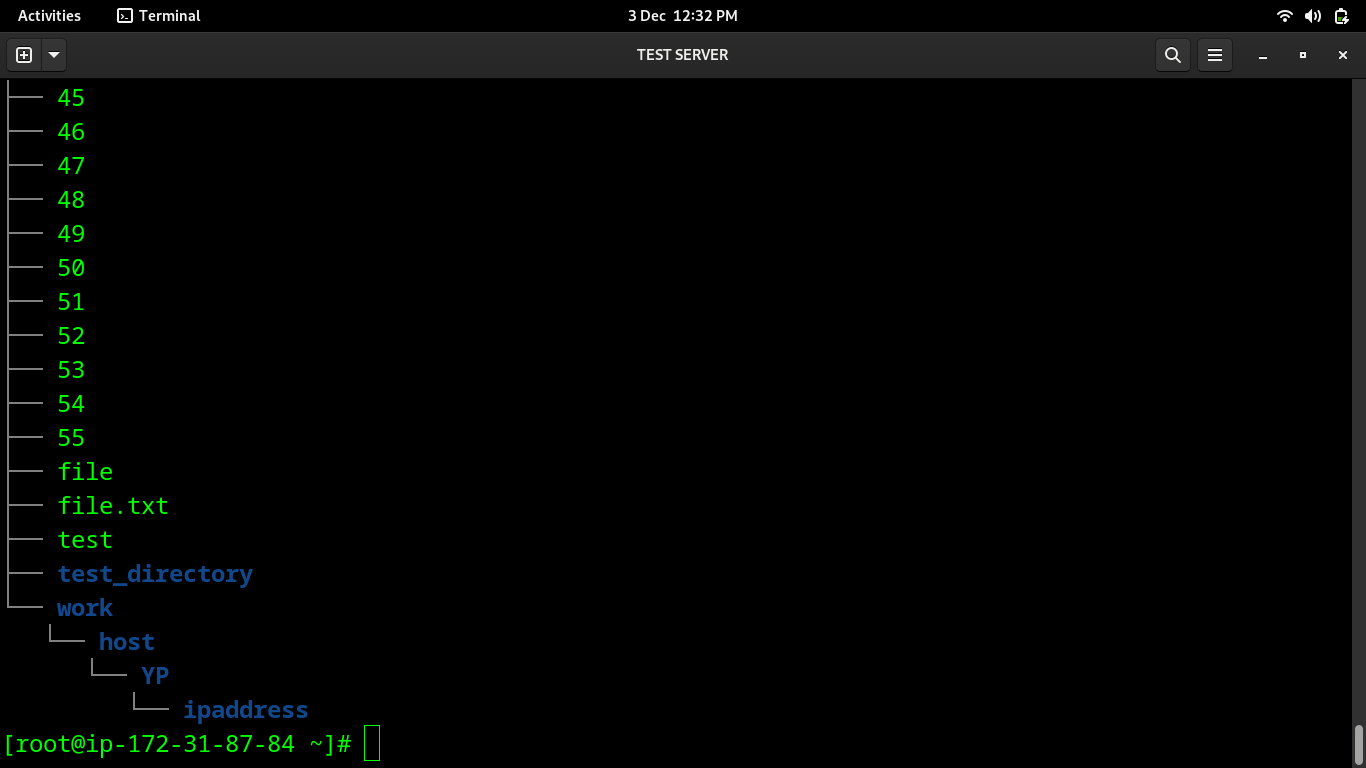 Activities Terminal 3 Dec 12:32 PM
TEST SERVER
├── 45
├── 46
├── 47
├── 48
├── 49
├── 50
├── 51
├── 52
├── 53
├── 54
├── 55
├── file
├── file.txt
├── test
├── test_directory
└── work
    └── host
        └── YP
            └── ipaddress
[root@ip-172-31-87-84 ~]#